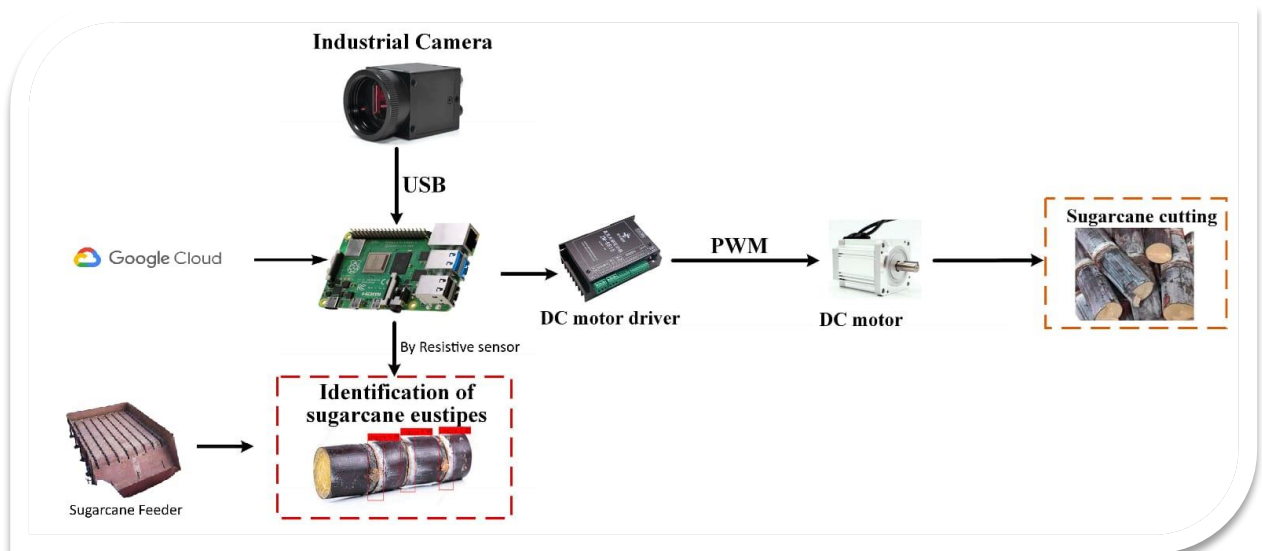 Industrial Camera
USB
Google Cloud
PWM
Sugarcane cutting
DC motor driver
DC motor
By Resistive sensor
Identification of
sugarcane eustipes
Sugarcane Feeder